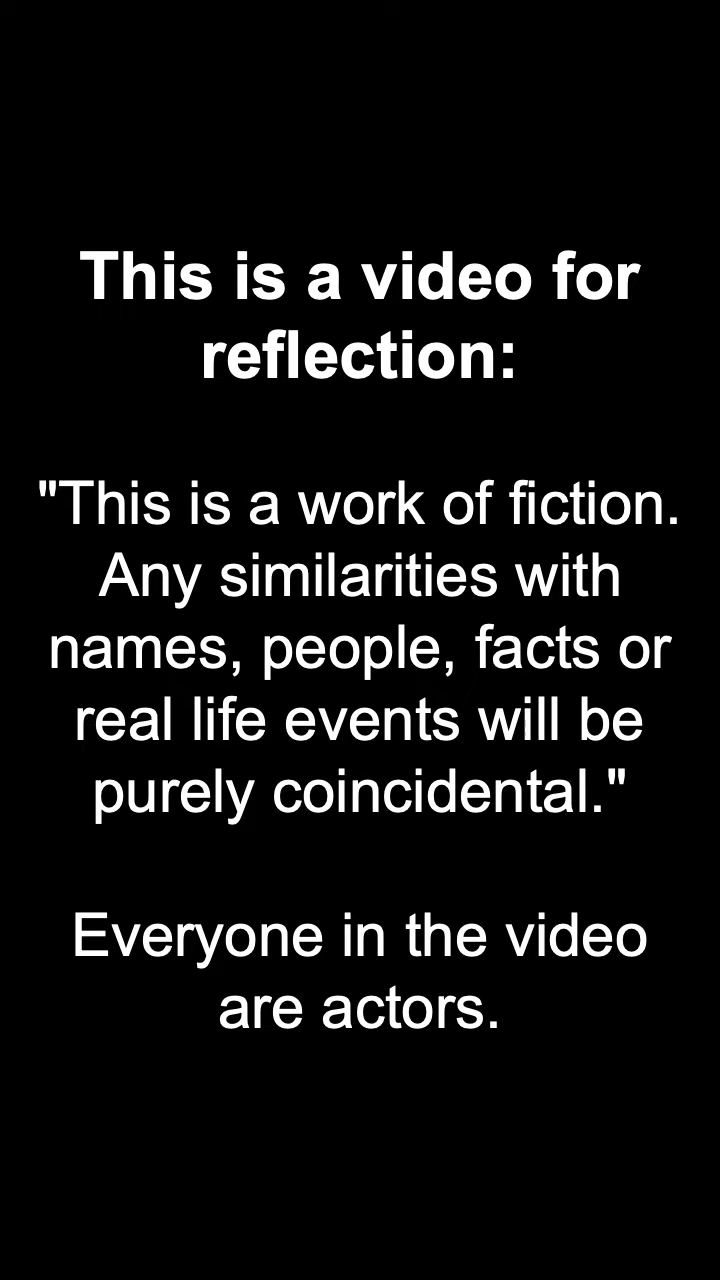 This is a video for
reflection:
"This is a work of fiction.
Any similarities with
names, people, facts or
real life events will be
purely coincidental."
Everyone in the video
are actors.